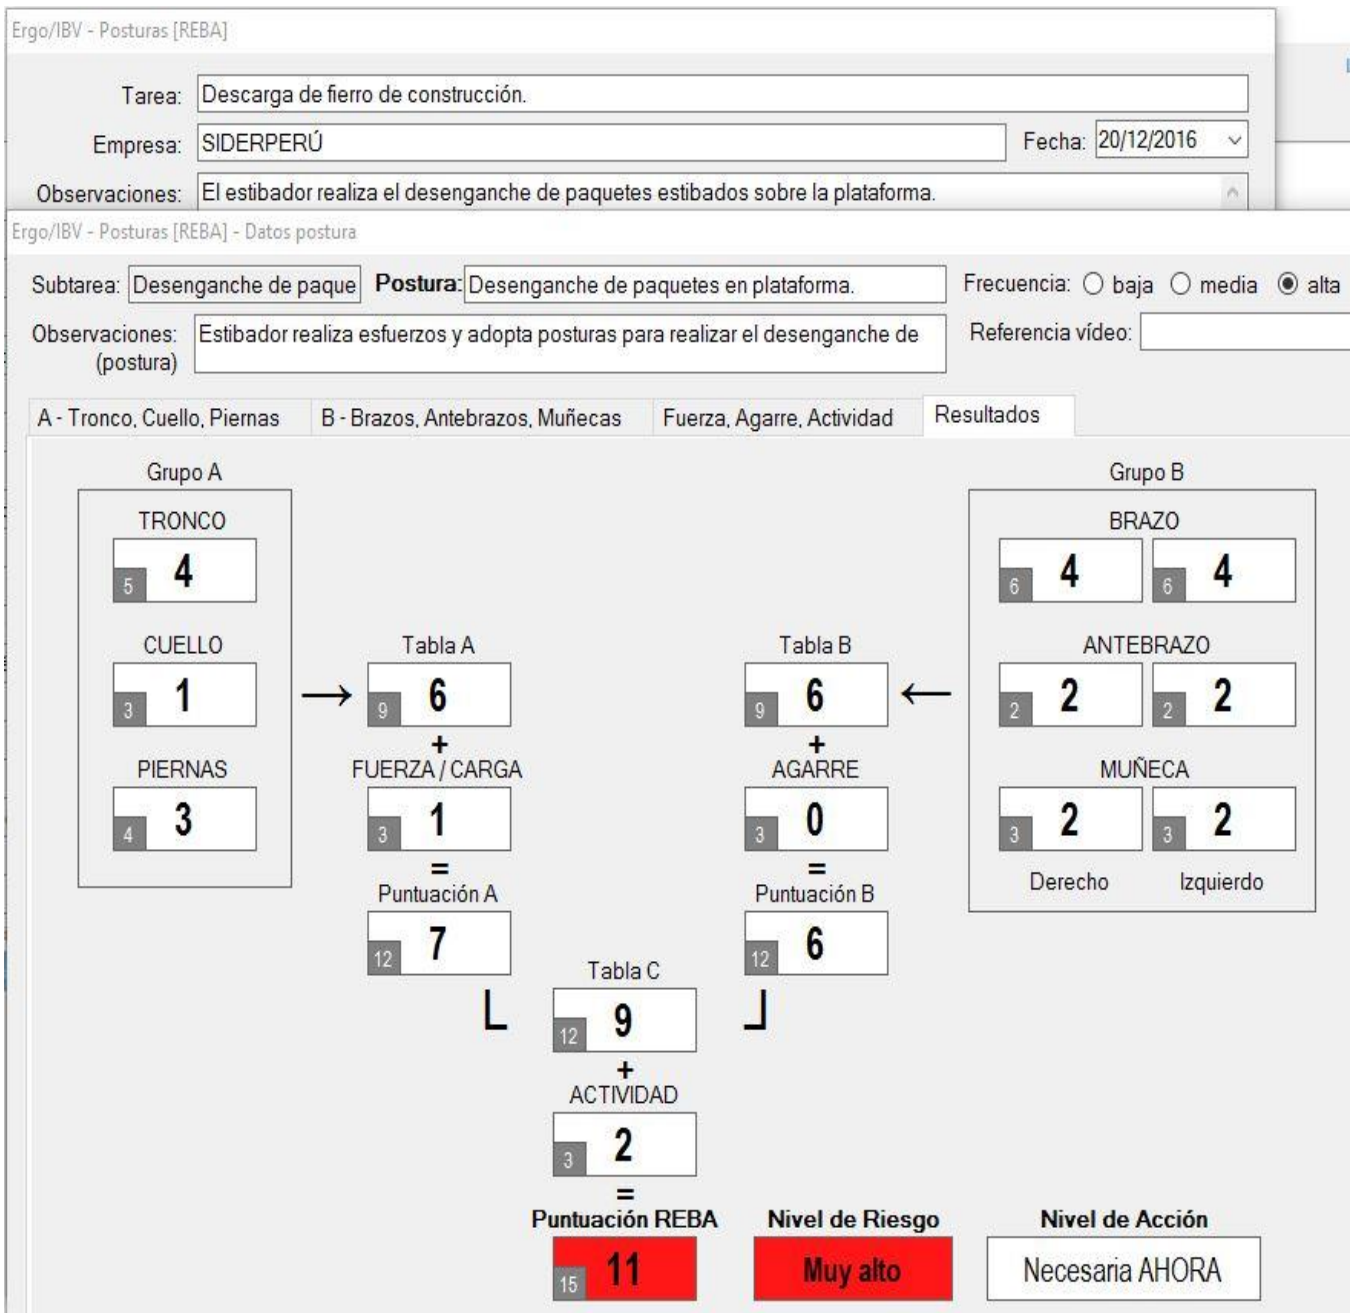 Ergo/IBV - Posturas [REBA]
Tarea: Descarga de fierro de construcción.
Empresa: SIDERPERÚ Fecha: 20/12/2016
Observaciones: El estibador realiza el desenganche de paquetes estibados sobre la plataforma.
Ergo/IBV - Posturas [REBA] - Datos postura
Subtarea: Desenganche de paque Postura: Desenganche de paquetes en plataforma. Frecuencia: baja media alta
Observaciones: (postura) Estibador realiza esfuerzos y adopta posturas para realizar el desenganche de Referencia vídeo:
A - Tronco, Cuello, Piernas B - Brazos, Antebrazos, Muñecas Fuerza, Agarre, Actividad Resultados
Grupo A Grupo B
TRONCO BRAZO
5 4 6 4 6 4
CUELLO Tabla A Tabla B ANTEBRAZO
3 1 → 9 6 9 6 ← 2 2 2 2
+ +
PIERNAS FUERZA / CARGA AGARRE MUÑECA
4 3 3 1 3 0 3 2 3 2
= =
Puntuación A Puntuación B Derecho Izquierdo
12 7 12 6
Tabla C
12 9
+
ACTIVIDAD
3 2
=
Puntuación REBA Nivel de Riesgo Nivel de Acción
15 11 Muy alto Necesaria AHORA